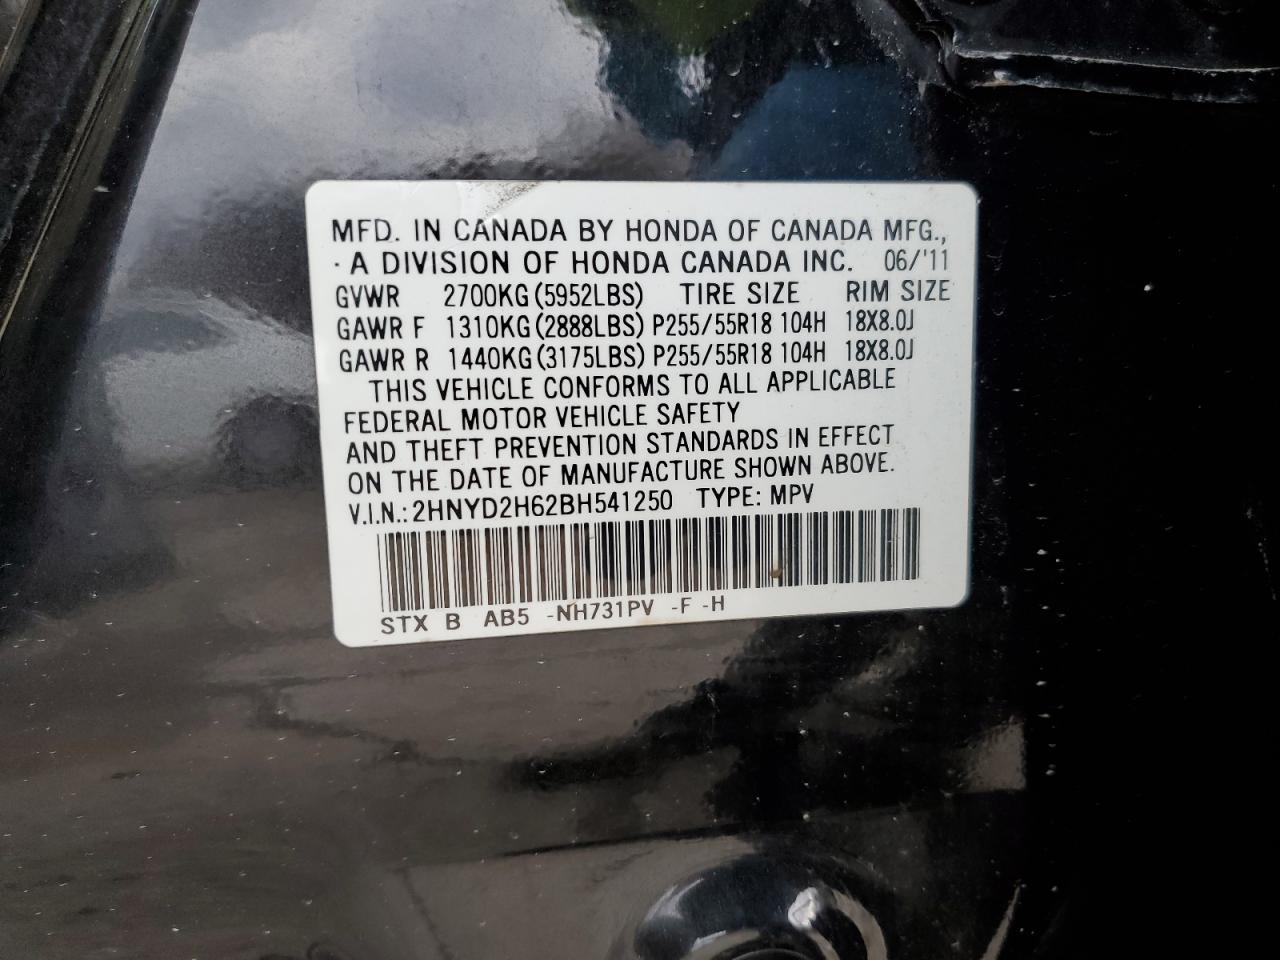 MFD. IN CANADA BY HONDA OF CANADA MFG.,
· A DIVISION OF HONDA CANADA INC. 06/'11
GVWR 2700KG (5952LBS) TIRE SIZE RIM SIZE
GAWR F 1310KG (2888LBS) P255/55R18 104H 18X8.0J
GAWR R 1440KG (3175LBS) P255/55R18 104H 18X8.0J
THIS VEHICLE CONFORMS TO ALL APPLICABLE
FEDERAL MOTOR VEHICLE SAFETY
AND THEFT PREVENTION STANDARDS IN EFFECT
ON THE DATE OF MANUFACTURE SHOWN ABOVE.
V.I.N.: 2HNYD2H62BH541250 TYPE: MPV
STX B AB5 -NH731PV -F -H